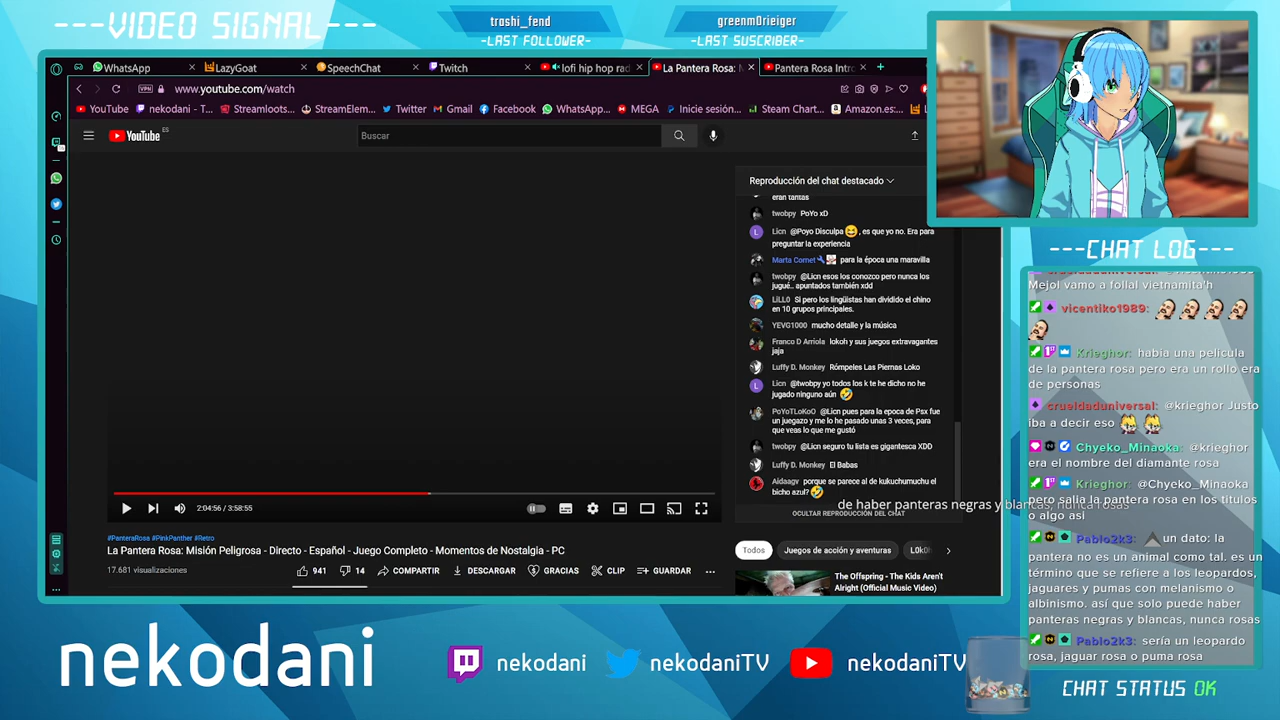 ---VIDEO SIGNAL---
trashi_fend
-LAST FOLLOWER-
greenm0rieiger
-LAST SUSCRIBER-
WhatsApp
LazyGoat
SpeechChat
Twitch
lofi hip hop rad
La Pantera Rosa: M
Pantera Rosa Intro
VPN
www.youtube.com/watch
YouTube
nekodani - T...
Streamloots...
StreamElem...
Twitter
Gmail
Facebook
WhatsApp...
MEGA
Inicie sesión...
Steam Chart...
Amazon.es:...
YouTube ES
Buscar
Reproducción del chat destacado
eran tantas
twobpy PoYo xD
Licn @Poyo Disculpa , es que yo no. Era para
preguntar la experiencia
Marta Cornet para la época una maravilla
twobpy @Licn esos los conozco pero nunca los
jugué.. apuntados también xdd
LiLL0 Si pero los lingüistas han dividido el chino
en 10 grupos principales.
YEVG1000 mucho detalle y la música
Franco D Arriola lokoh y sus juegos extravagantes
jaja
Luffy D. Monkey Rómpeles Las Piernas Loko
Licn @twobpy yo todos los k te he dicho no he
jugado ninguno aún
PoYoTLoKoO @Licn pues para la epoca de Psx fue
un juegazo y me lo he pasado unas 3 veces, para
que veas lo que me gustó
twobpy @Licn seguro tu lista es gigantesca XDD
Luffy D. Monkey El Babas
Aldaagv porque se parece al de kukuchumuchu el
bicho azul?
OCULTAR REPRODUCCIÓN DEL CHAT
de haber panteras negras y blancas, nunca rosas
2:04:56 / 3:58:55
#PanteraRosa #PinkPanther #Retro
La Pantera Rosa: Misión Peligrosa - Directo - Español - Juego Completo - Momentos de Nostalgia - PC
17.681 visualizaciones
941
14
COMPARTIR
DESCARGAR
GRACIAS
CLIP
GUARDAR
Todos
Juegos de acción y aventuras
The Offspring - The Kids Aren't
Alright (Official Music Video)
---CHAT LOG---
Mejol vamo a follal vietnamita'h
vicentiko1989:
Krieghor: habia una pelicula
de la pantera rosa pero era un rollo era
de personas
crueldaduniversal: @krieghor Justo
iba a decir eso
Chyeko_Minaoka: @krieghor
era el nombre del diamante rosa
Krieghor: @Chyeko_Minaoka
pero salia la pantera rosa en los titulos
o algo asi
Pablo2k3: un dato: la
pantera no es un animal como tal. es un
término que se refiere a los leopardos,
jaguares y pumas con melanismo o
albinismo. así que solo puede haber
panteras negras y blancas, nunca rosas
Pablo2k3: sería un leopardo
rosa, jaguar rosa o puma rosa
CHAT STATUS OK
nekodani
nekodani
nekodaniTV
nekodaniTV